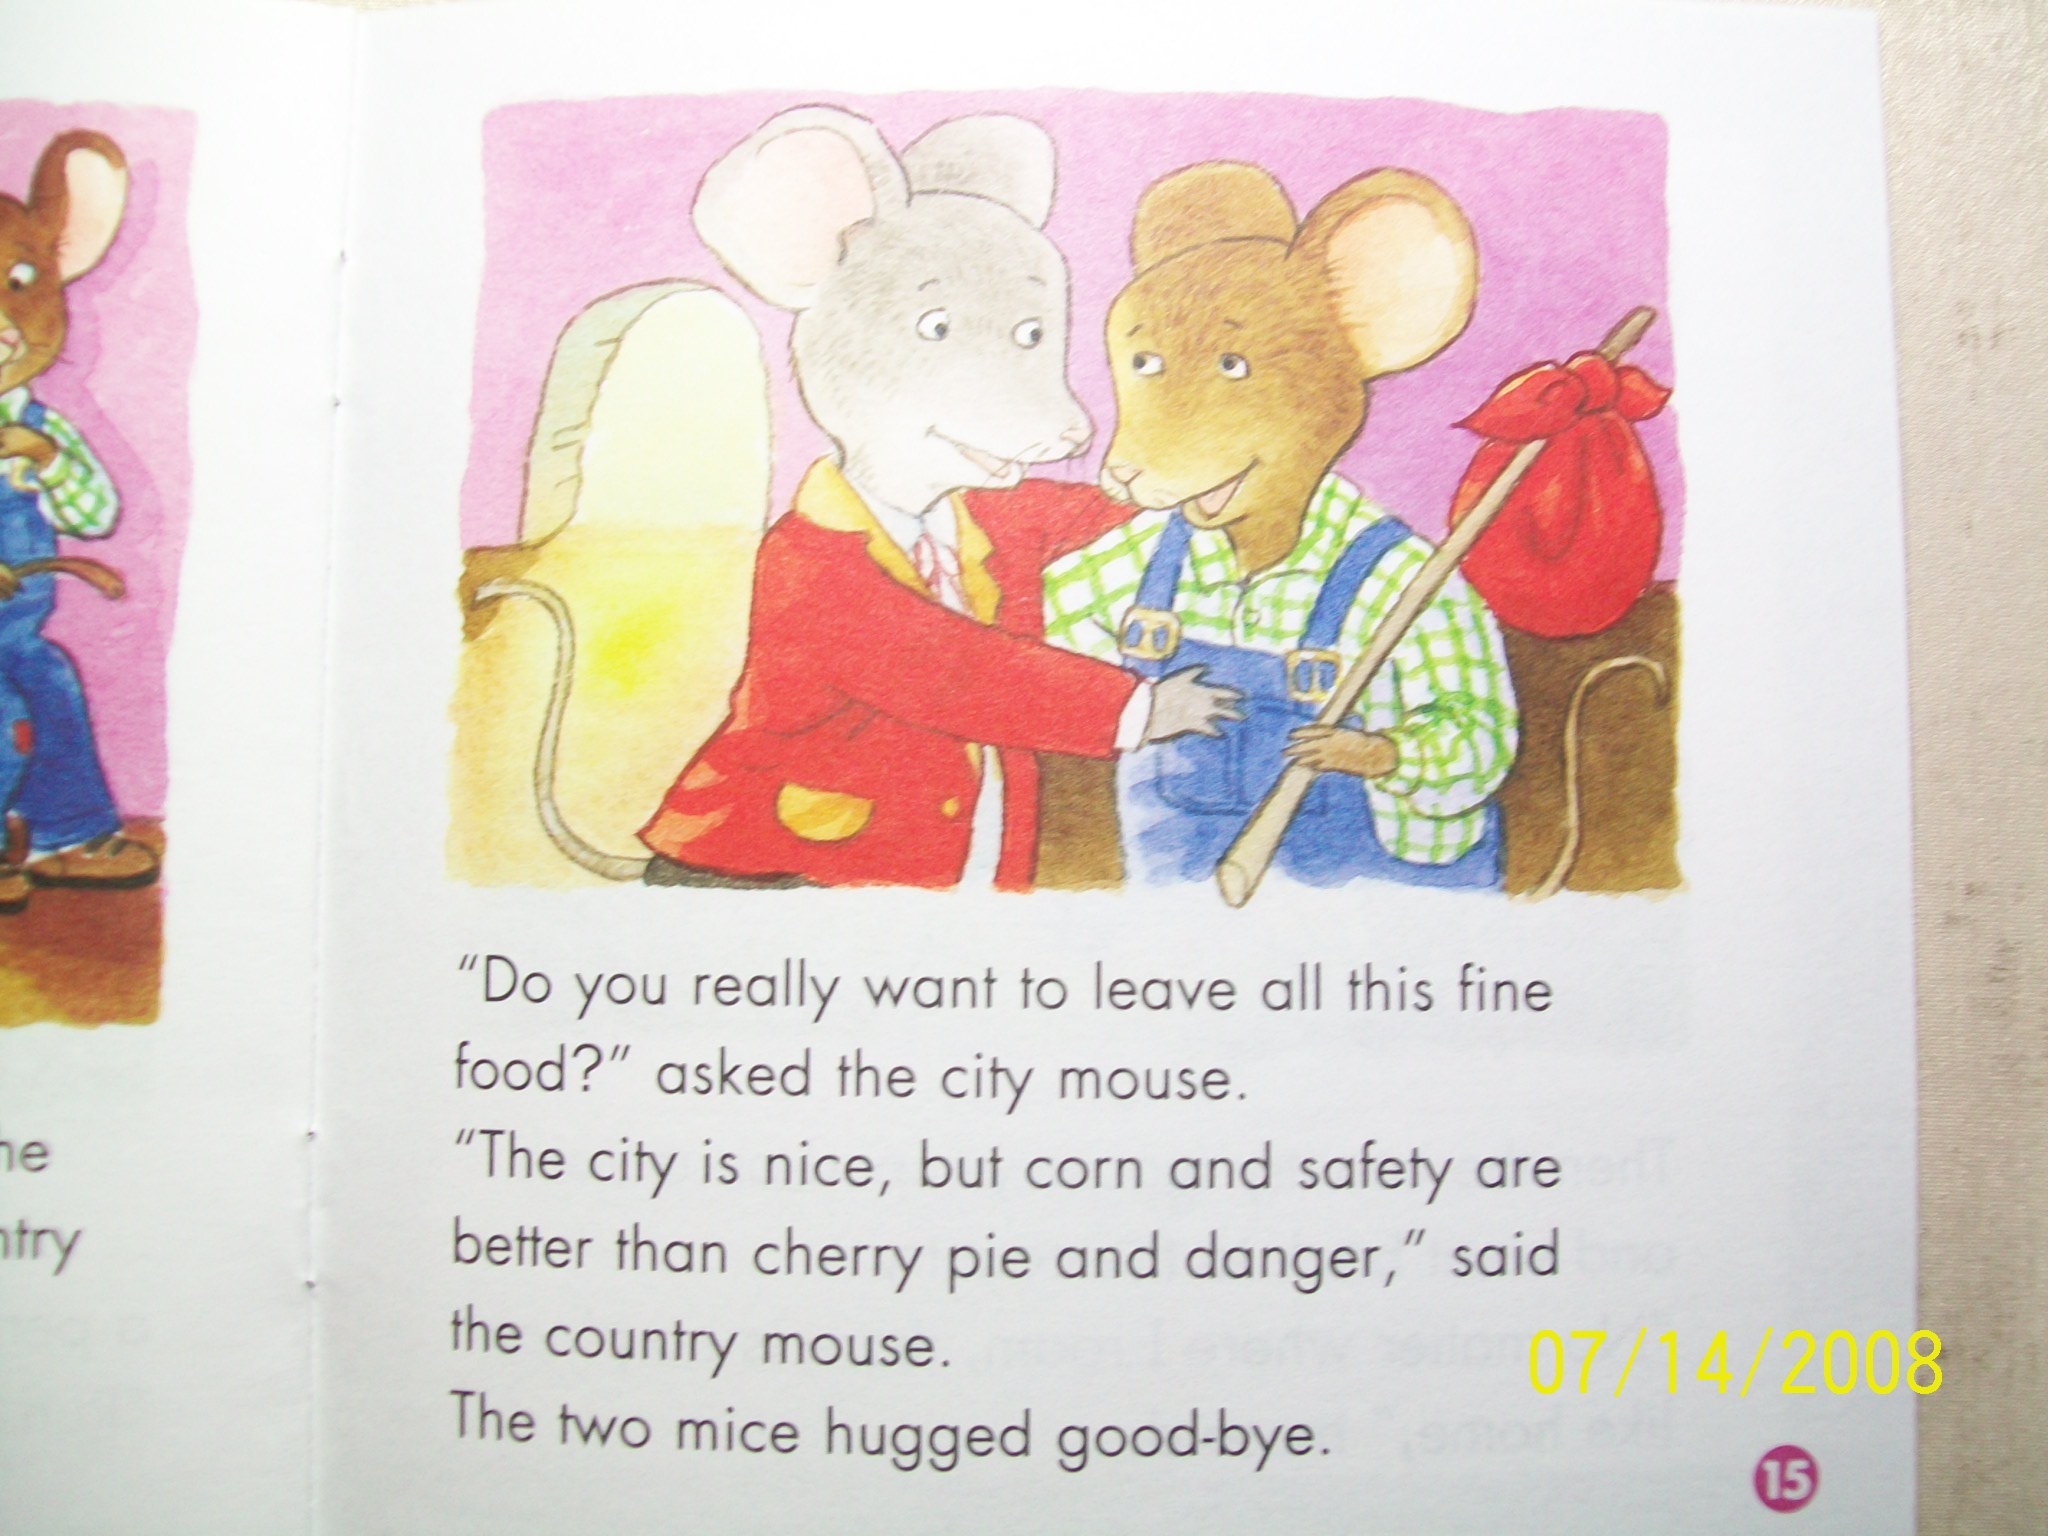 he
ntry
“Do you really want to leave all this fine
food?” asked the city mouse.
“The city is nice, but corn and safety are
better than cherry pie and danger,” said
the country mouse.
The two mice hugged good-bye.
07/14/2008
15